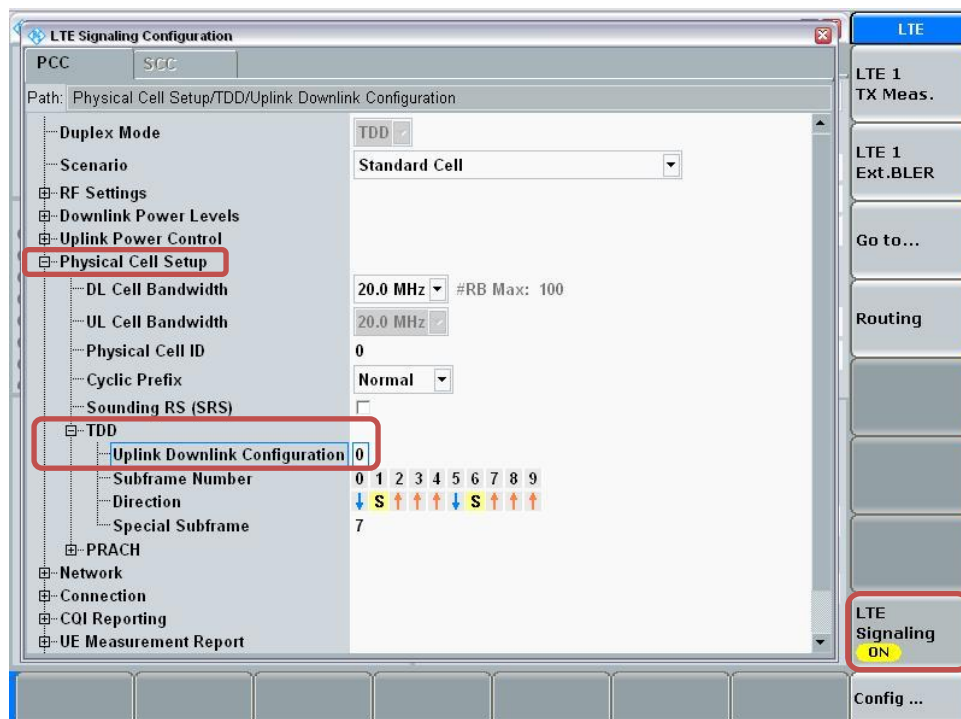 LTE Signaling Configuration
LTE
PCC
SCC
Path: Physical Cell Setup/TDD/Uplink Downlink Configuration
Duplex Mode TDD
Scenario Standard Cell
RF Settings
Downlink Power Levels
Uplink Power Control
Physical Cell Setup
DL Cell Bandwidth 20.0 MHz #RB Max: 100
UL Cell Bandwidth 20.0 MHz
Physical Cell ID 0
Cyclic Prefix Normal
Sounding RS (SRS)
TDD
Uplink Downlink Configuration 0
Subframe Number 0 1 2 3 4 5 6 7 8 9
Direction ↓ S ↑ ↑ ↑ ↓ S ↑ ↑ ↑
Special Subframe 7
PRACH
Network
Connection
CQI Reporting
UE Measurement Report
LTE 1
TX Meas.
LTE 1
Ext.BLER
Go to...
Routing
LTE
Signaling
ON
Config ...